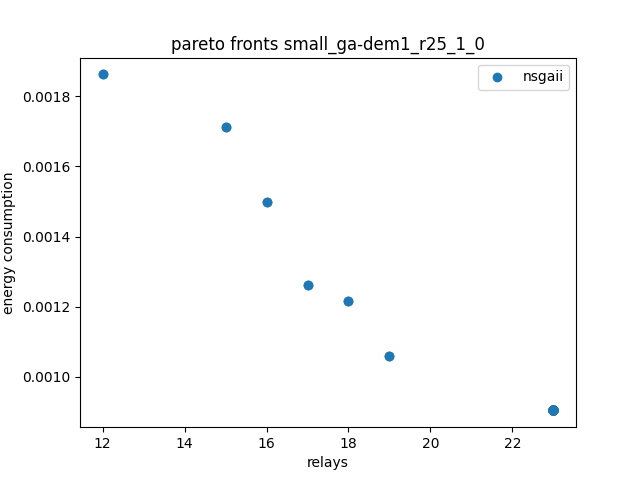 pareto fronts small_ga-dem1_r25_1_0
nsgaii
0.0018
0.0016
0.0014
0.0012
0.0010
energy consumption
12 14 16 18 20 22
relays